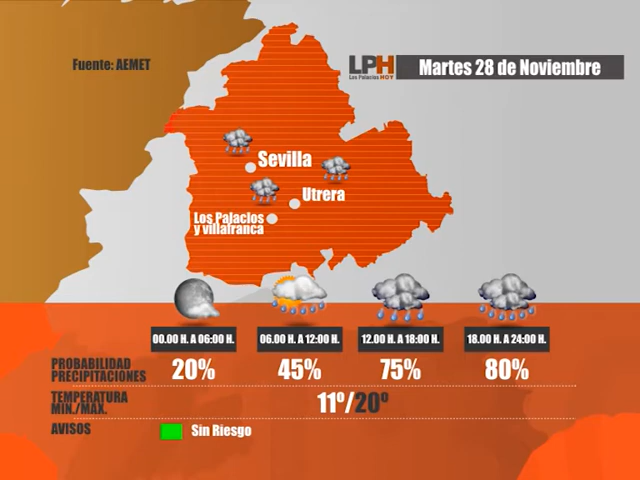 Fuente: AEMET
LPH
Los Palacios HOY
Martes 28 de Noviembre
Sevilla
Utrera
Los Palacios
y villafranca
00.00 H. A 06:00 H.
06.00 H. A 12:00 H.
12.00 H. A 18:00 H.
18.00 H. A 24:00 H.
PROBABILIDAD
PRECIPITACIONES
20%
45%
75%
80%
TEMPERATURA
MIN./MAX.
11º/20º
AVISOS
Sin Riesgo